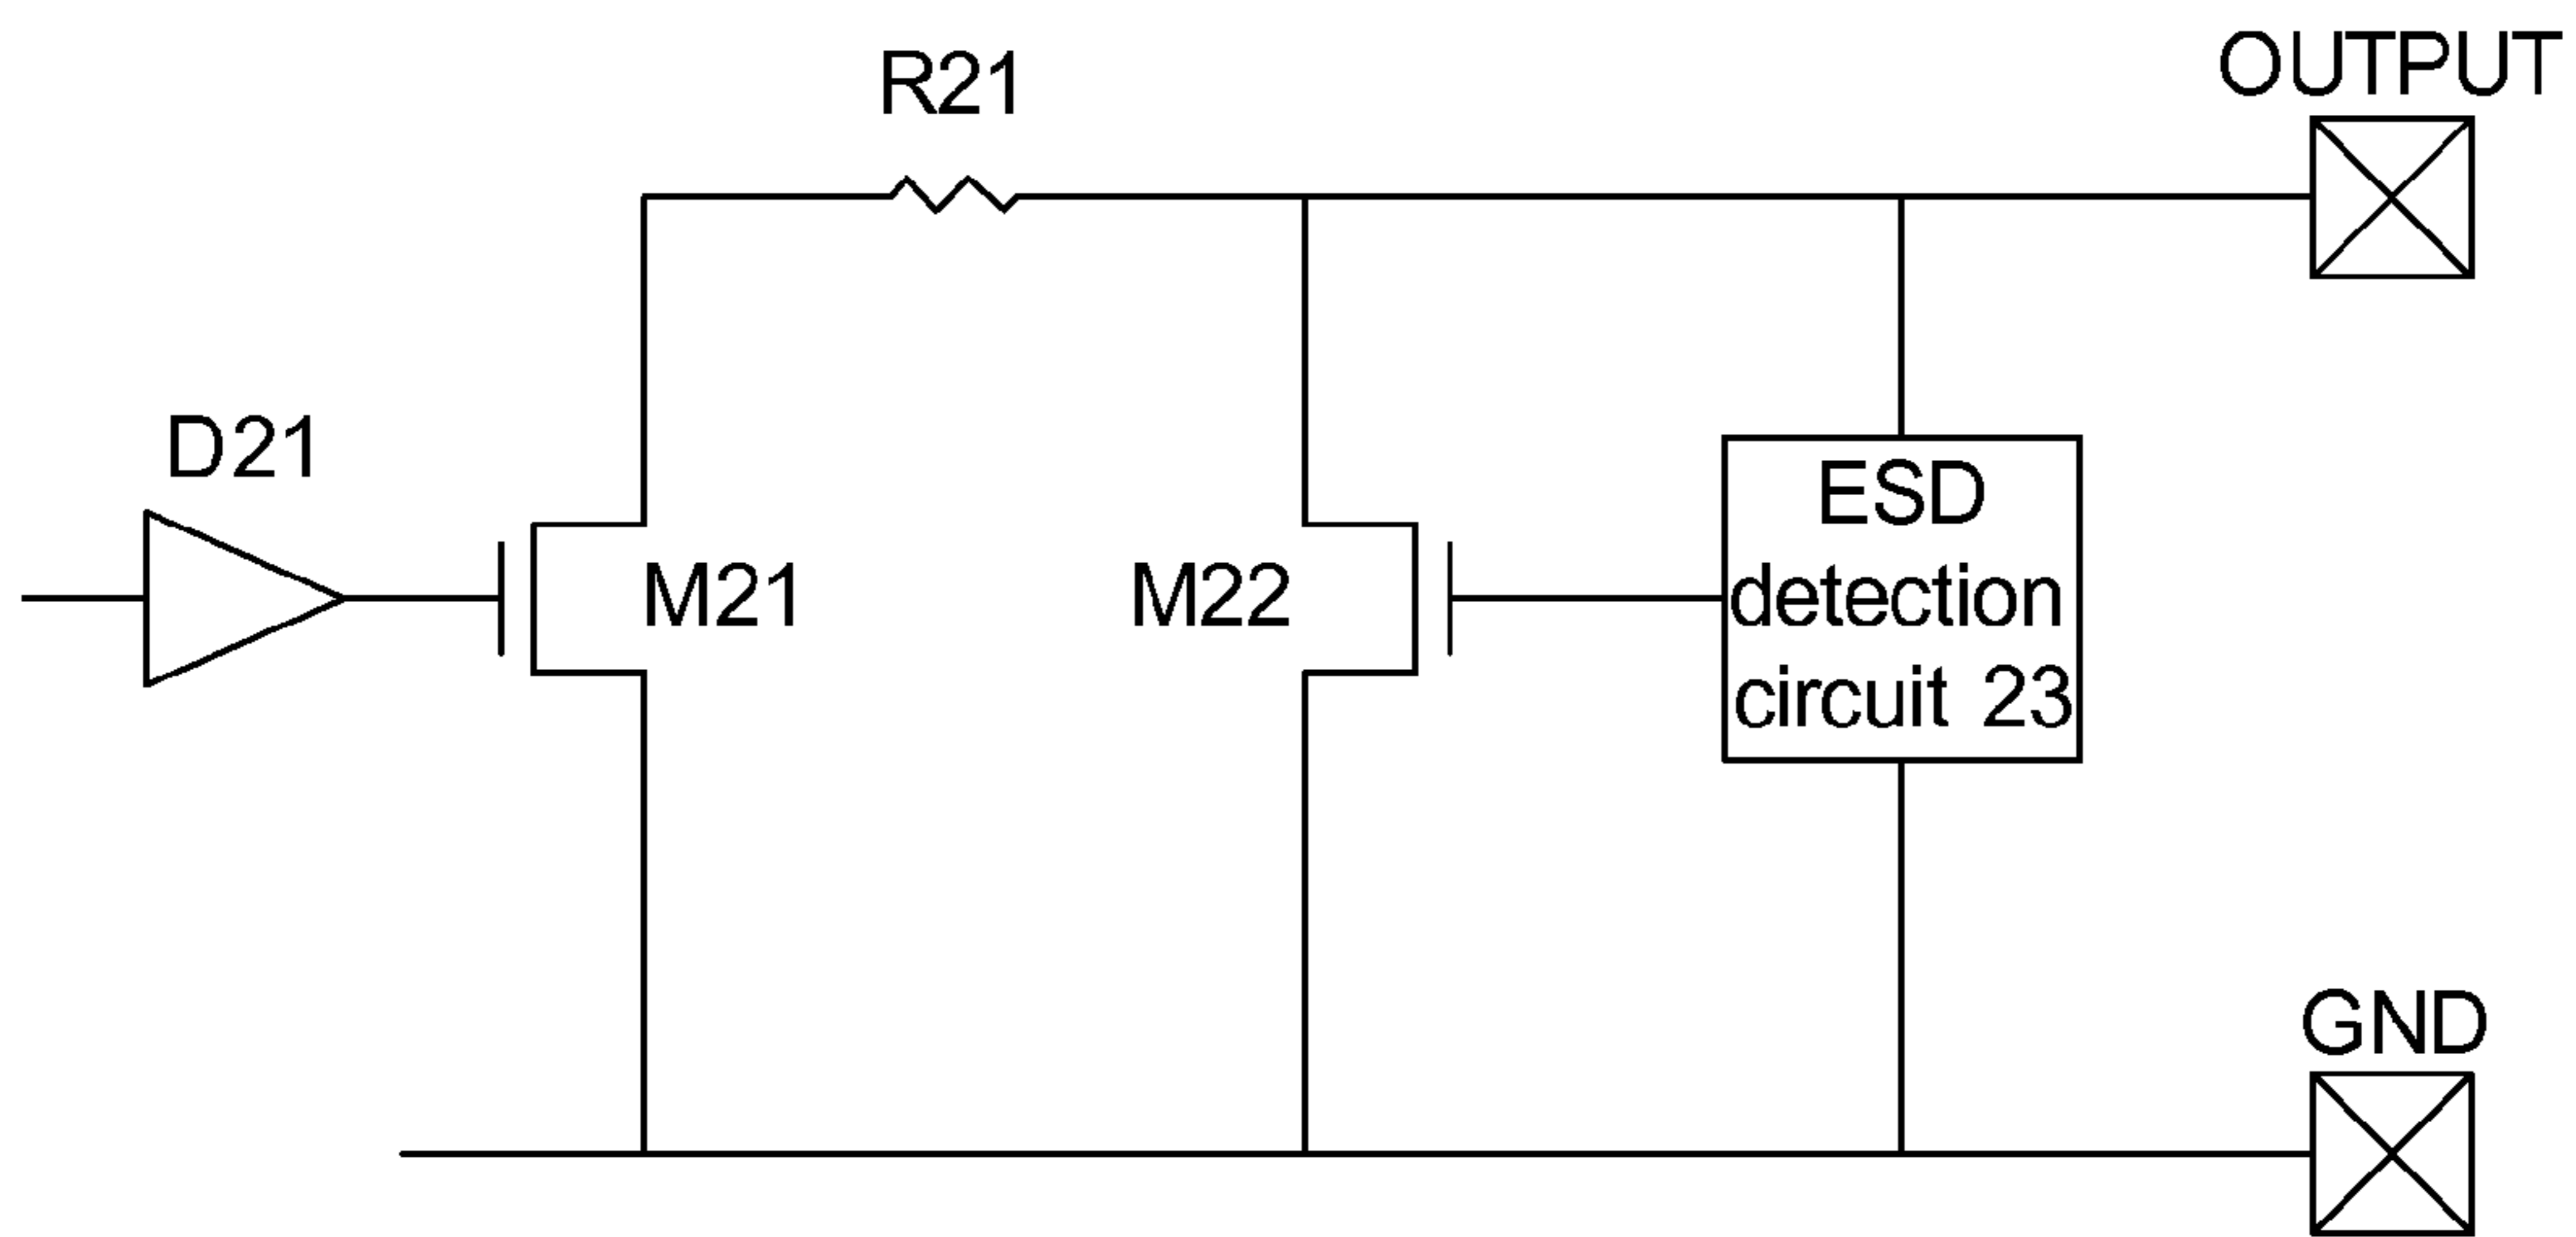 OUTPUT
R21
D21
M21
M22
ESD
detection
circuit 23
GND